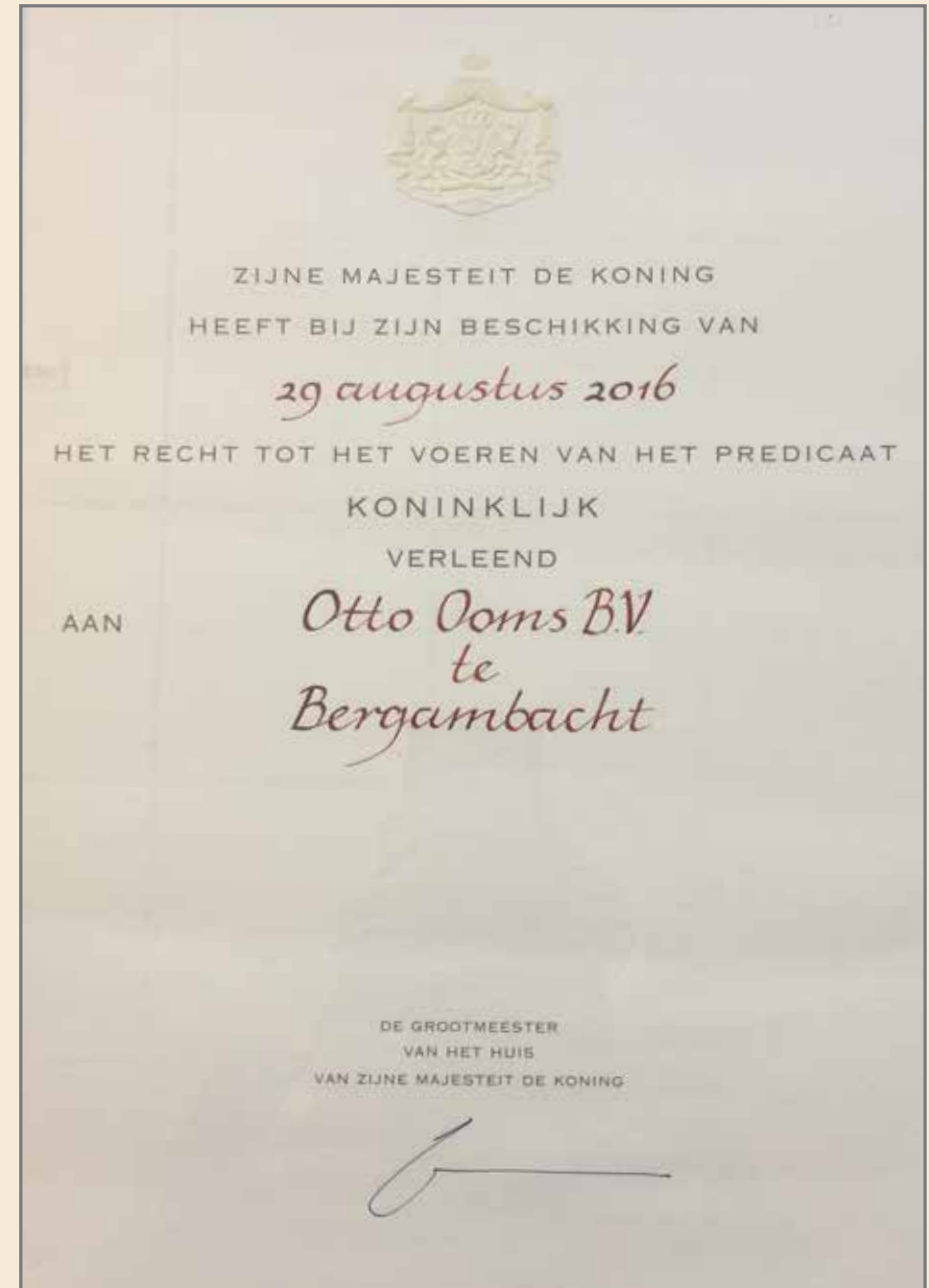 ZIJNE MAJESTEIT DE KONING
HEEFT BIJ ZIJN BESCHIKKING VAN
29 augustus 2016
HET RECHT TOT HET VOEREN VAN HET PREDICAAT
KONINKLIJK
VERLEEND
AAN Otto Ooms B.V.
te
Bergambacht
DE GROOTMEESTER
VAN HET HUIS
VAN ZIJNE MAJESTEIT DE KONING